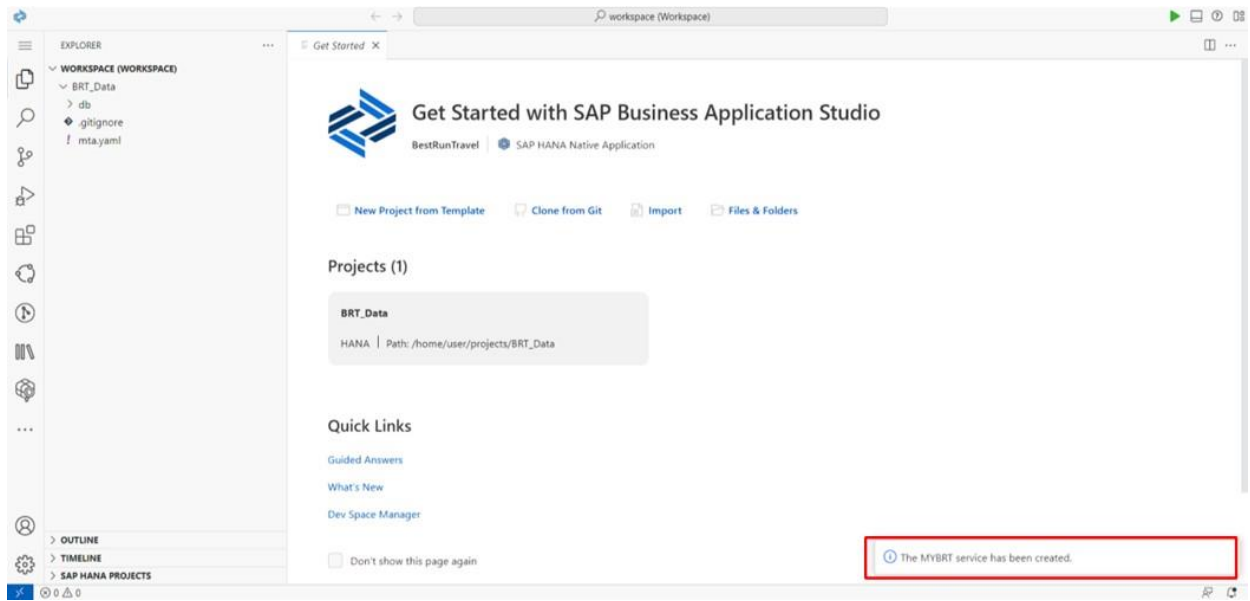 workspace (Workspace)
EXPLORER
Get Started
WORKSPACE (WORKSPACE)
BRT_Data
db
.gitignore
! mta.yaml
Get Started with SAP Business Application Studio
BestRunTravel | SAP HANA Native Application
New Project from Template Clone from Git Import Files & Folders
Projects (1)
BRT_Data
HANA | Path: /home/user/projects/BRT_Data
Quick Links
Guided Answers
What's New
Dev Space Manager
Don't show this page again
OUTLINE
TIMELINE
SAP HANA PROJECTS
The MYBRT service has been created.
0 0